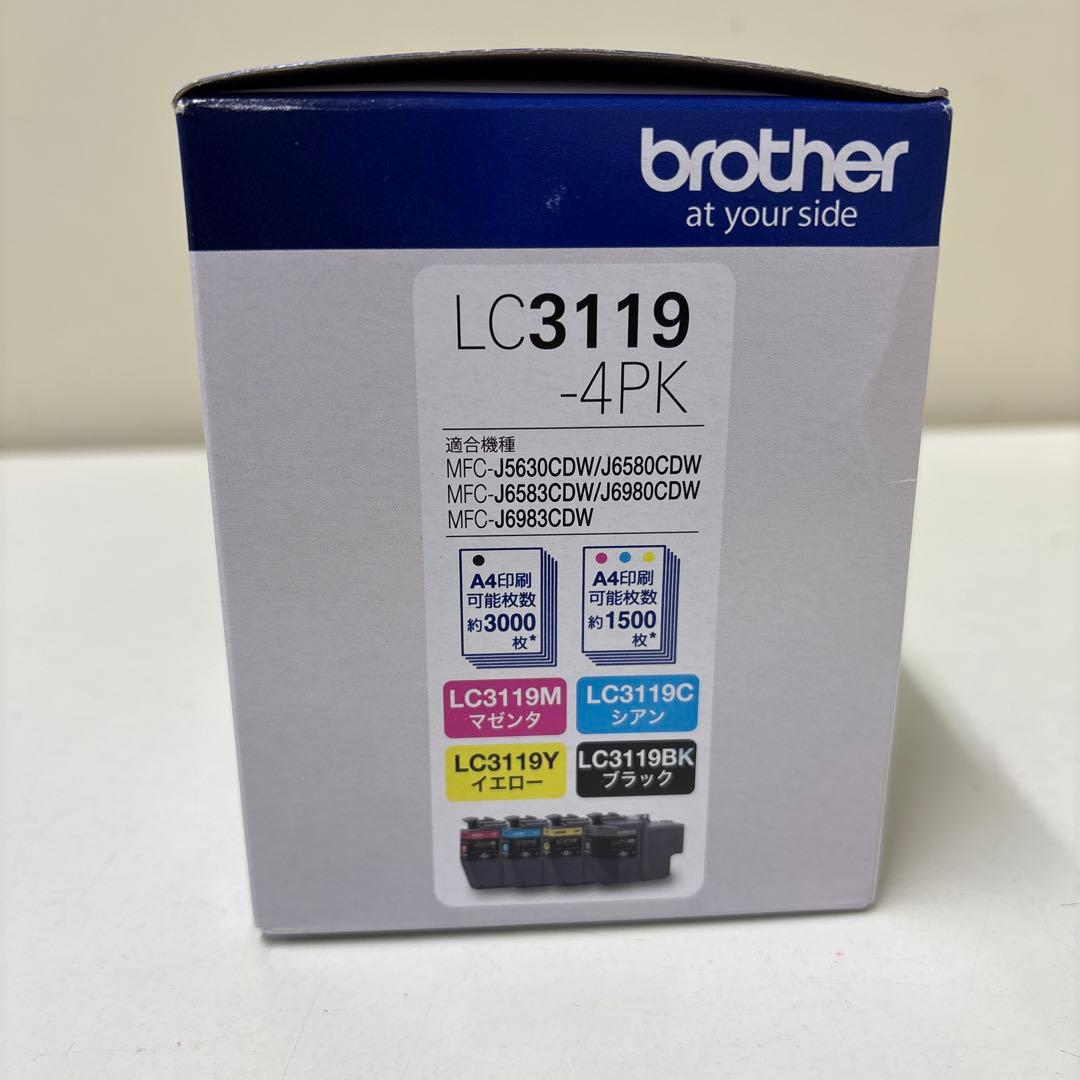 brother
at your side
LC3119
-4PK
適合機種
MFC-J5630CDW/J6580CDW
MFC-J6583CDW/J6980CDW
MFC-J6983CDW
A4印刷
可能枚数
約3000
枚*
A4印刷
可能枚数
約1500
枚*
LC3119M
マゼンタ
LC3119C
シアン
LC3119Y
イエロー
LC3119BK
ブラック